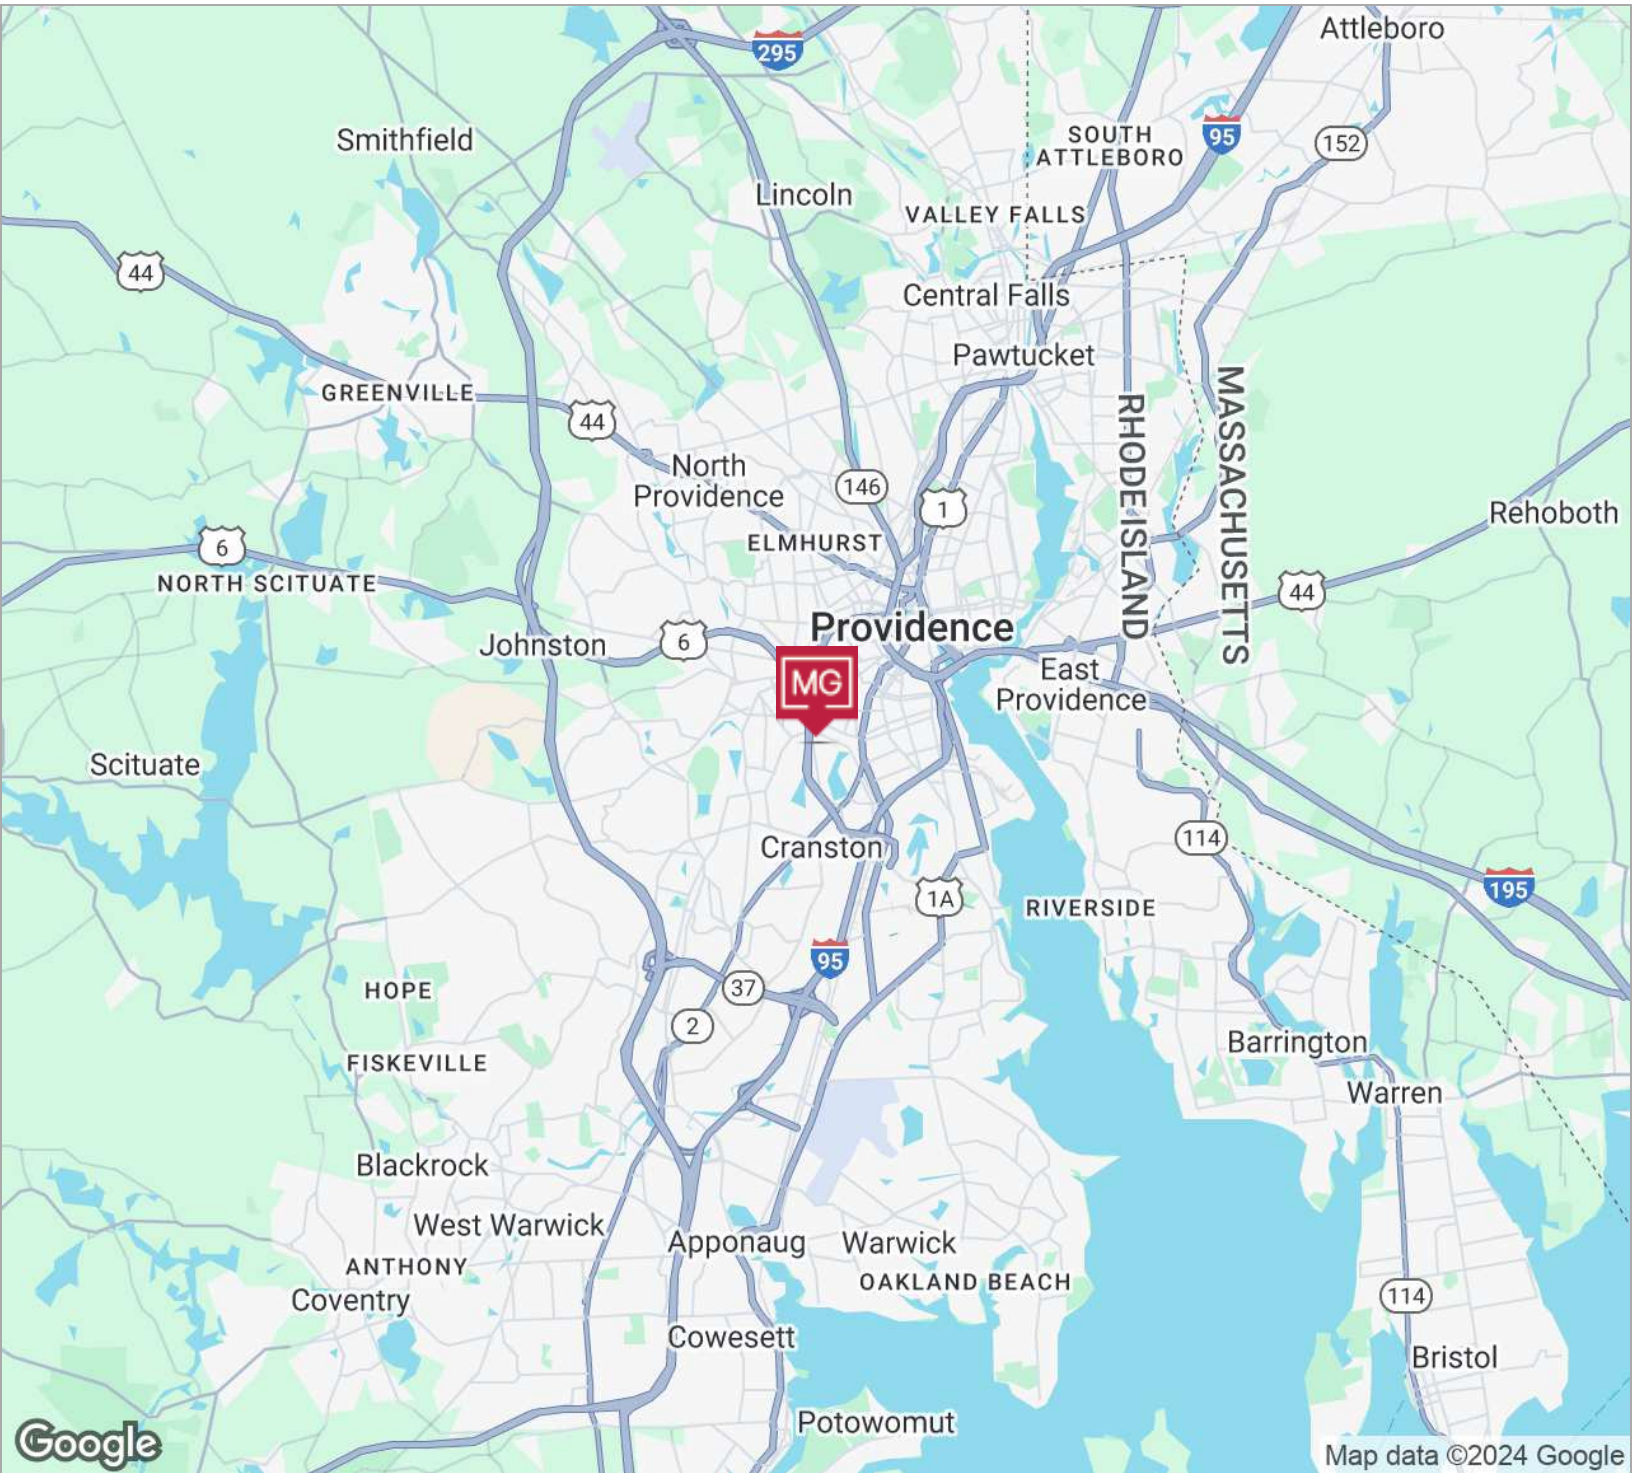 Attleboro
295
95
SOUTH
ATTLEBORO
152
Smithfield
Lincoln
VALLEY FALLS
44
Central Falls
Pawtucket
GREENVILLE
44
RHODE ISLAND
MASSACHUSETTS
North
Providence
146
1
Rehoboth
ELMHURST
6
NORTH SCITUATE
44
Providence
Johnston
6
East
Providence
MG
Scituate
114
Cranston
195
1A
RIVERSIDE
95
HOPE
37
2
Barrington
FISKEVILLE
Warren
Blackrock
West Warwick
Apponaug
Warwick
ANTHONY
OAKLAND BEACH
Coventry
114
Cowesett
Bristol
Potowomut
Google
Map data ©2024 Google